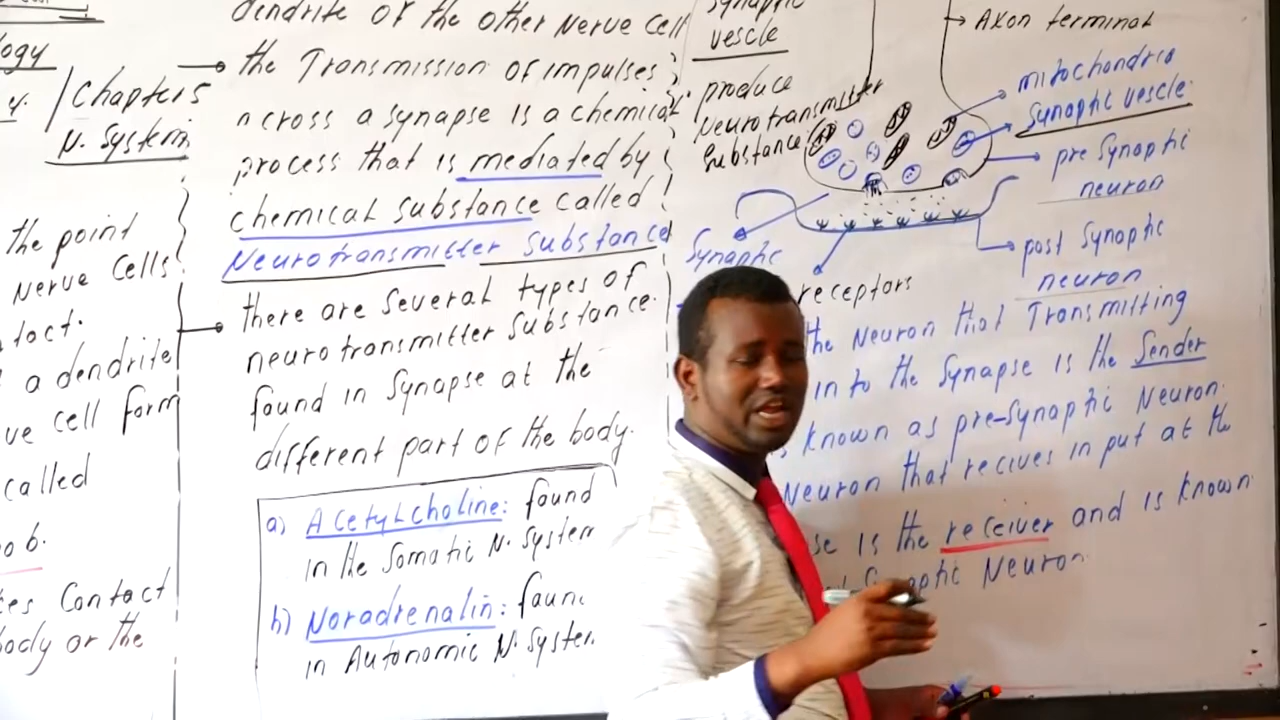 logy
Chapter 5
N. System
the point
Nerve Cells
tact.
a dendrite
ve cell form
called
ob.
Contact
body or the
dendrite of the other Nerve cell
the Transmission of impulses
across a synapse is a chemical
process that is mediated by
chemical substance called
Neurotransmitter substance
there are several types of
neurotransmitter substance.
found in Synapse at the
different part of the body.
a) Acetylcholine: found
in the Somatic N. System
b) Noradrenalin: foun
in Autonomic N. System
Synaptic
vescle
produce
Neurotransmitter
Substance
Axon terminal
mitochondria
Synaptic vescle
pre Synaptic
neuron
post Synaptic
neuron
Synaptic
receptors
the Neuron that Transmitting
in to the Synapse is the Sender
known as pre-Synaptic Neuron.
Neuron that recives in put at the
se is the receiver and is known
Synaptic Neuron.